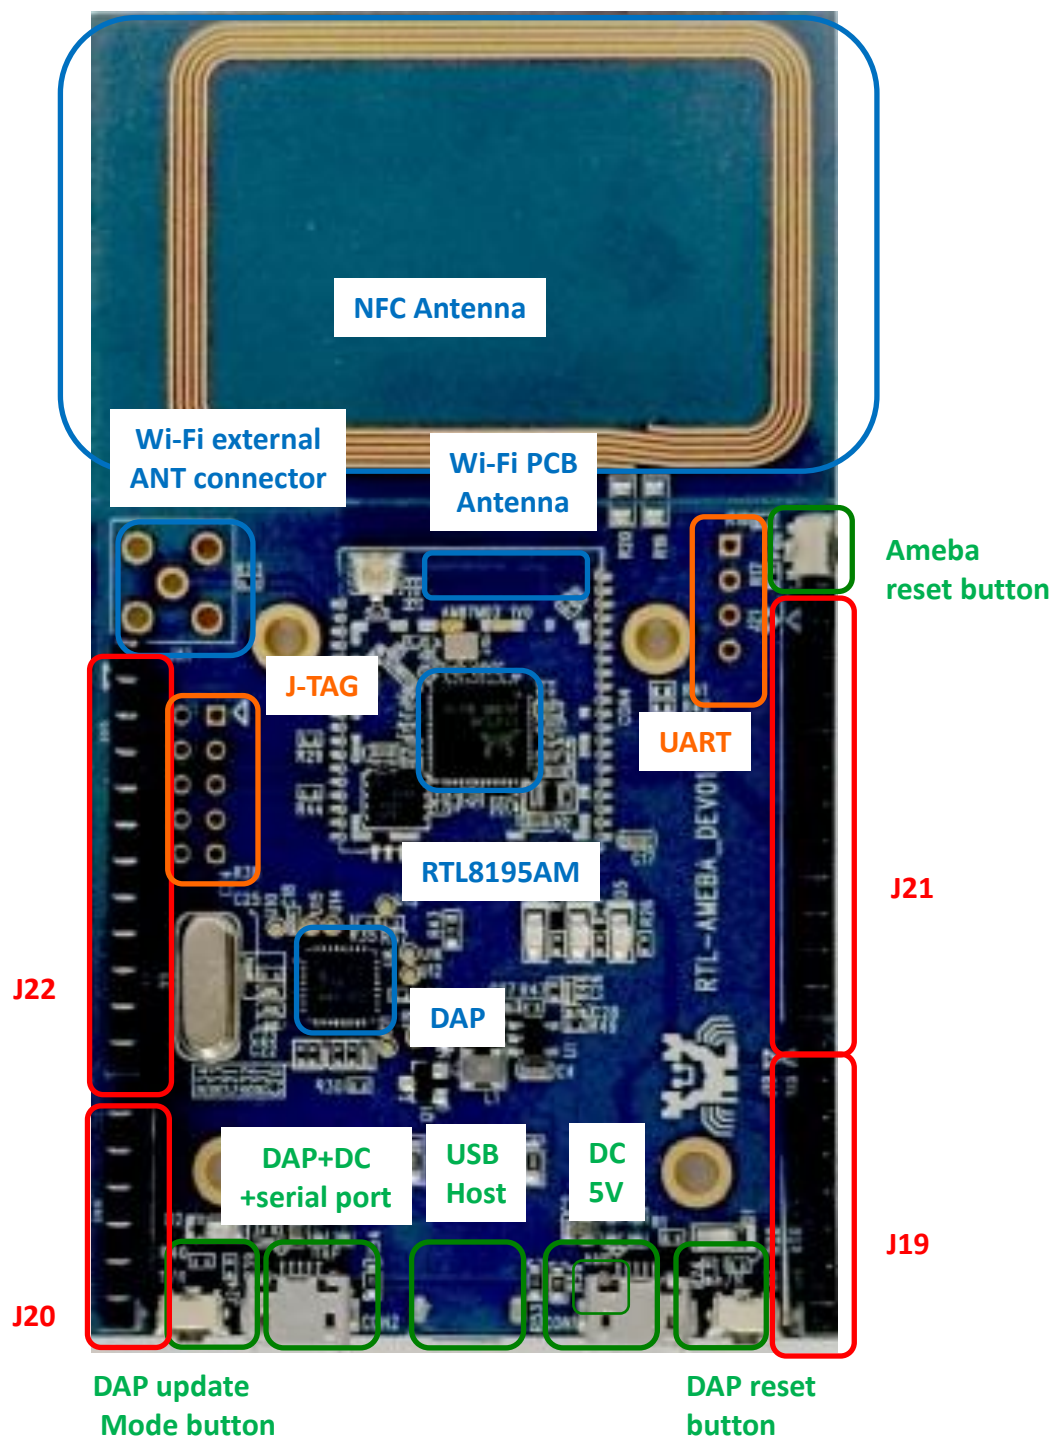 NFC Antenna
Wi-Fi external
ANT connector
Wi-Fi PCB
Antenna
Ameba
reset button
J-TAG
UART
RTL8195AM
J21
J22
DAP
RTL-AMEBA_DEV01
DAP+DC
+serial port
USB
Host
DC
5V
J19
J20
CON2
DAP update
Mode button
DAP reset
button